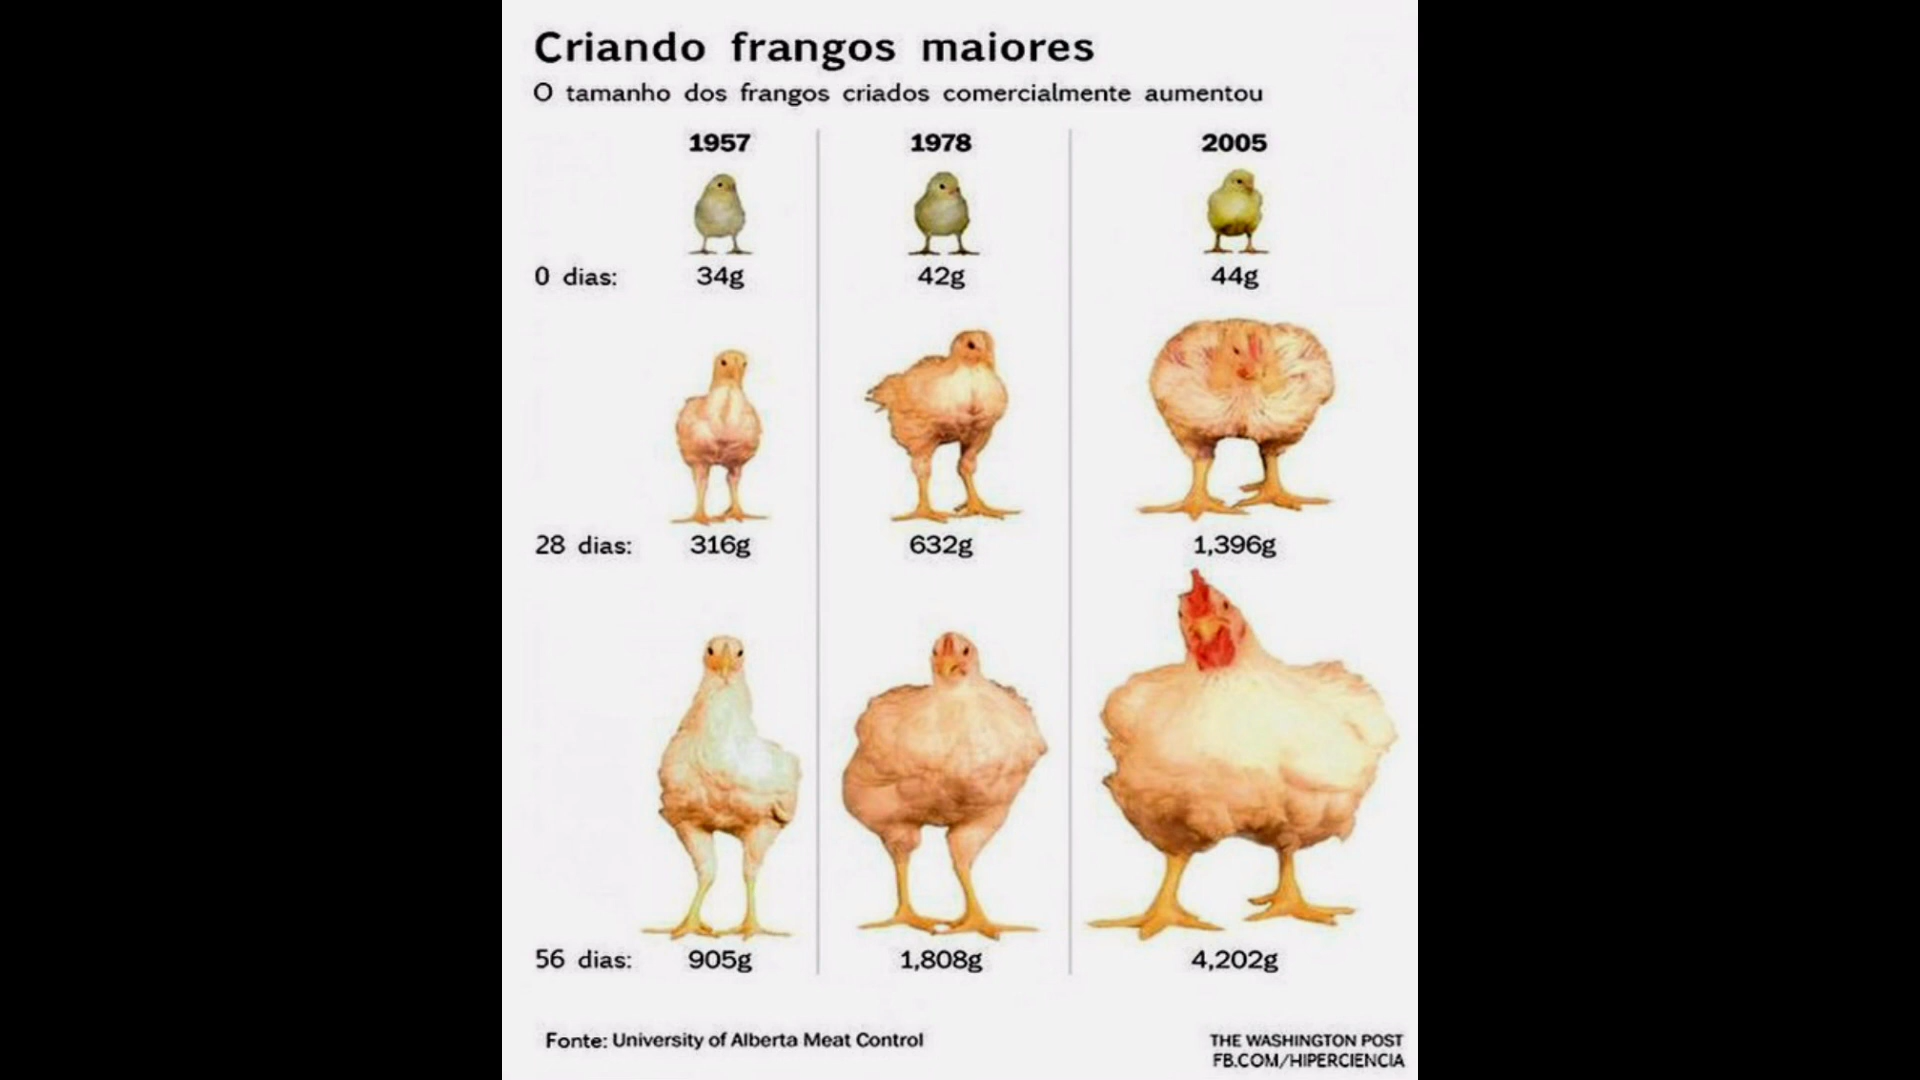 Criando frangos maiores
O tamanho dos frangos criados comercialmente aumentou
1957 1978 2005
0 dias: 34g 42g 44g
28 dias: 316g 632g 1,396g
56 dias: 905g 1,808g 4,202g
Fonte: University of Alberta Meat Control
THE WASHINGTON POST
FB.COM/HIPERCIENCIA